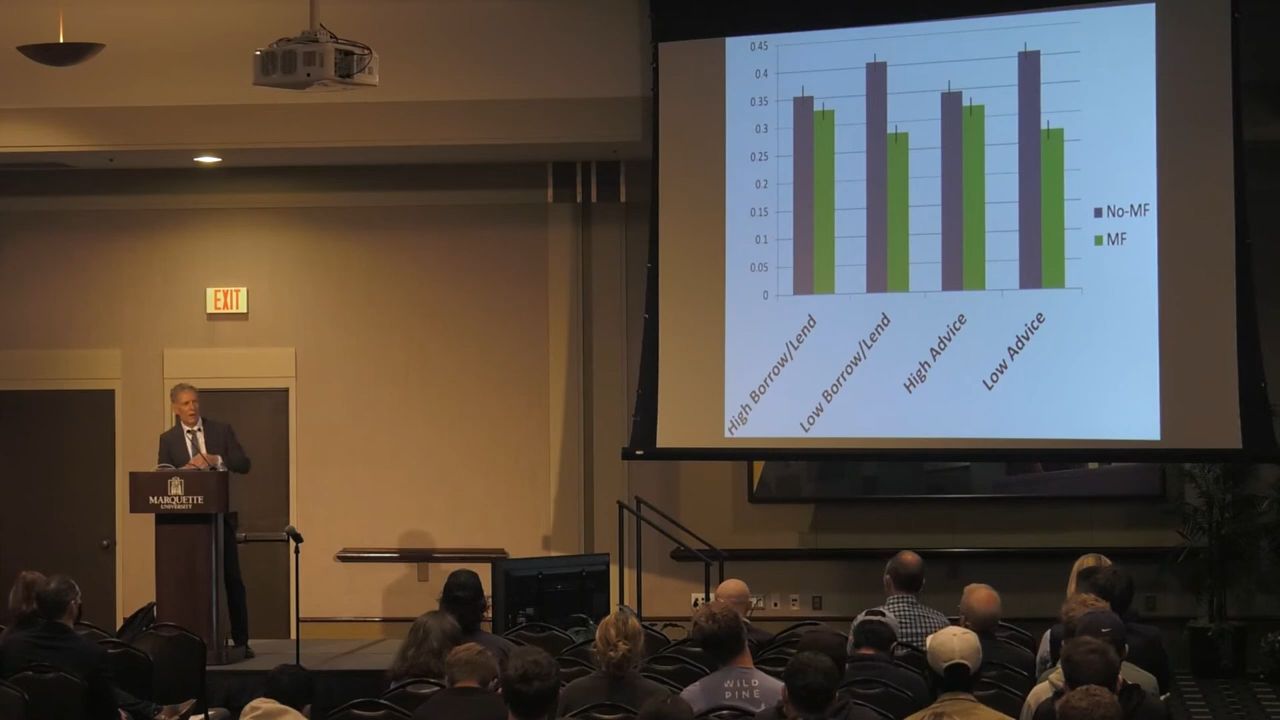 0.45
0.4
0.35
0.3
0.25
0.2
0.15
0.1
0.05
0
No-MF
MF
High Borrow/Lend
Low Borrow/Lend
High Advice
Low Advice
EXIT
MARQUETTE
UNIVERSITY
WILD
PINE